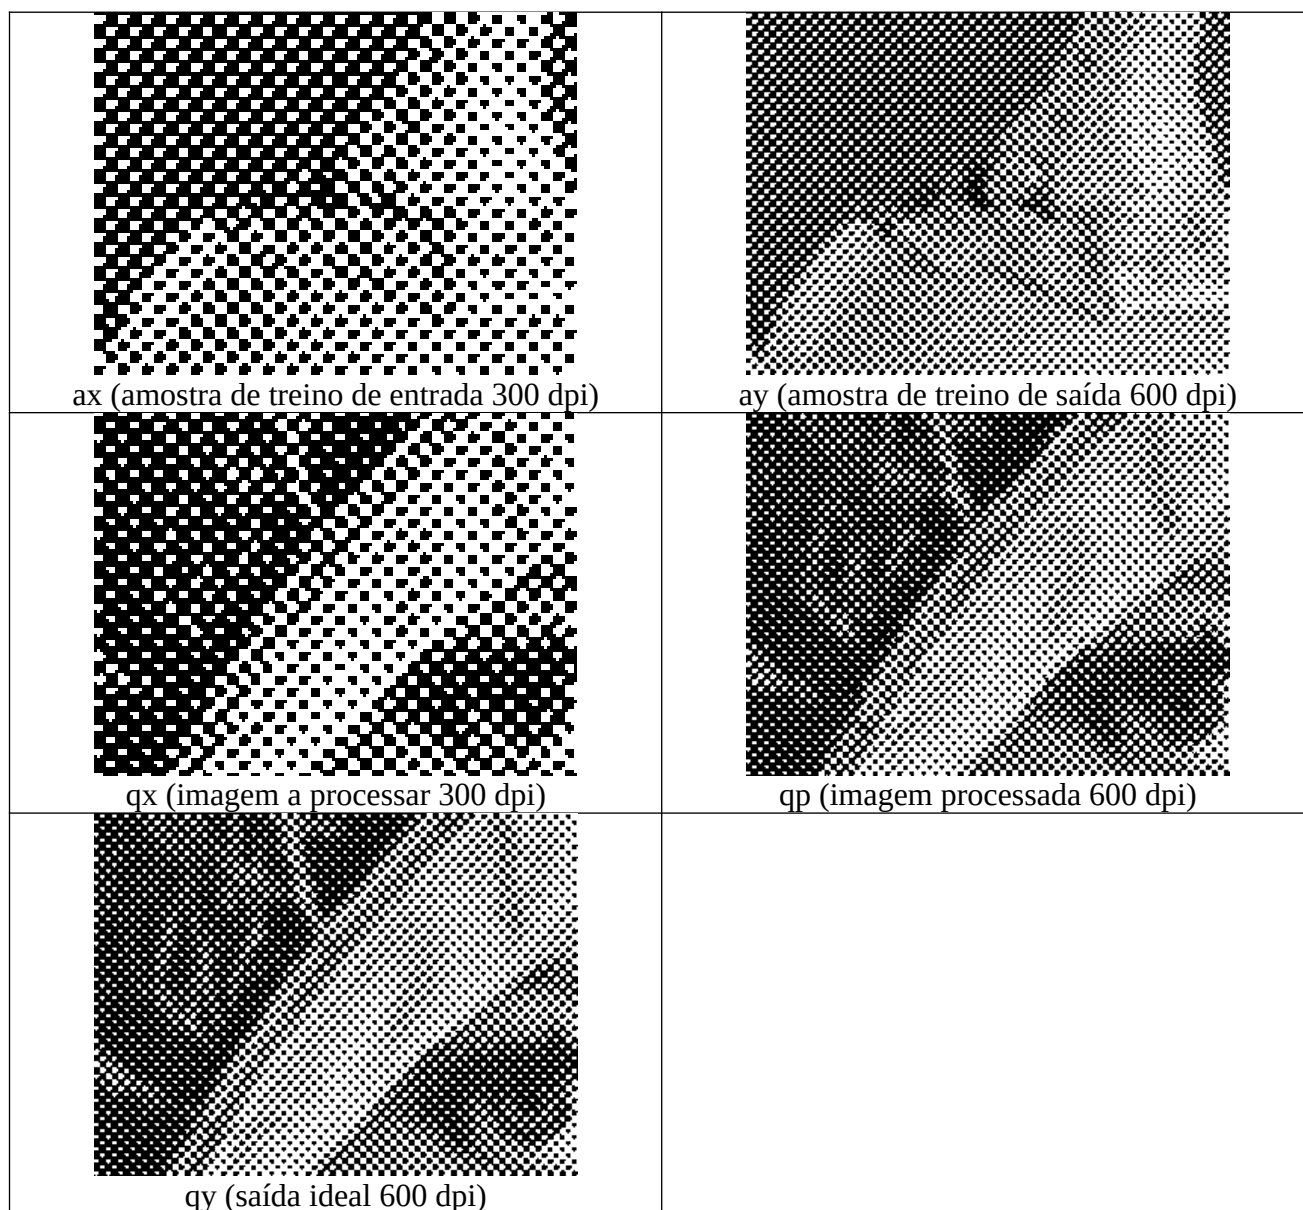 ax (amostra de treino de entrada 300 dpi)
ay (amostra de treino de saída 600 dpi)
qx (imagem a processar 300 dpi)
qp (imagem processada 600 dpi)
qy (saída ideal 600 dpi)